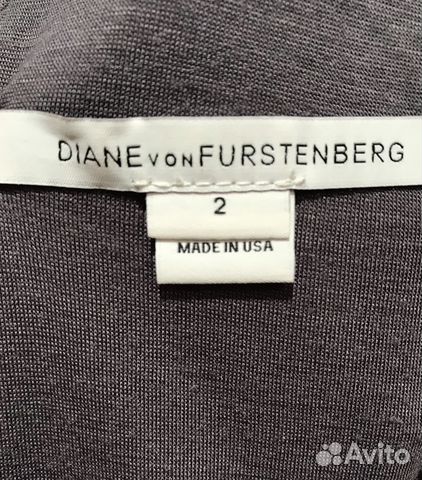 DIANE VON FURSTENBERG
2
MADE IN USA
Avito